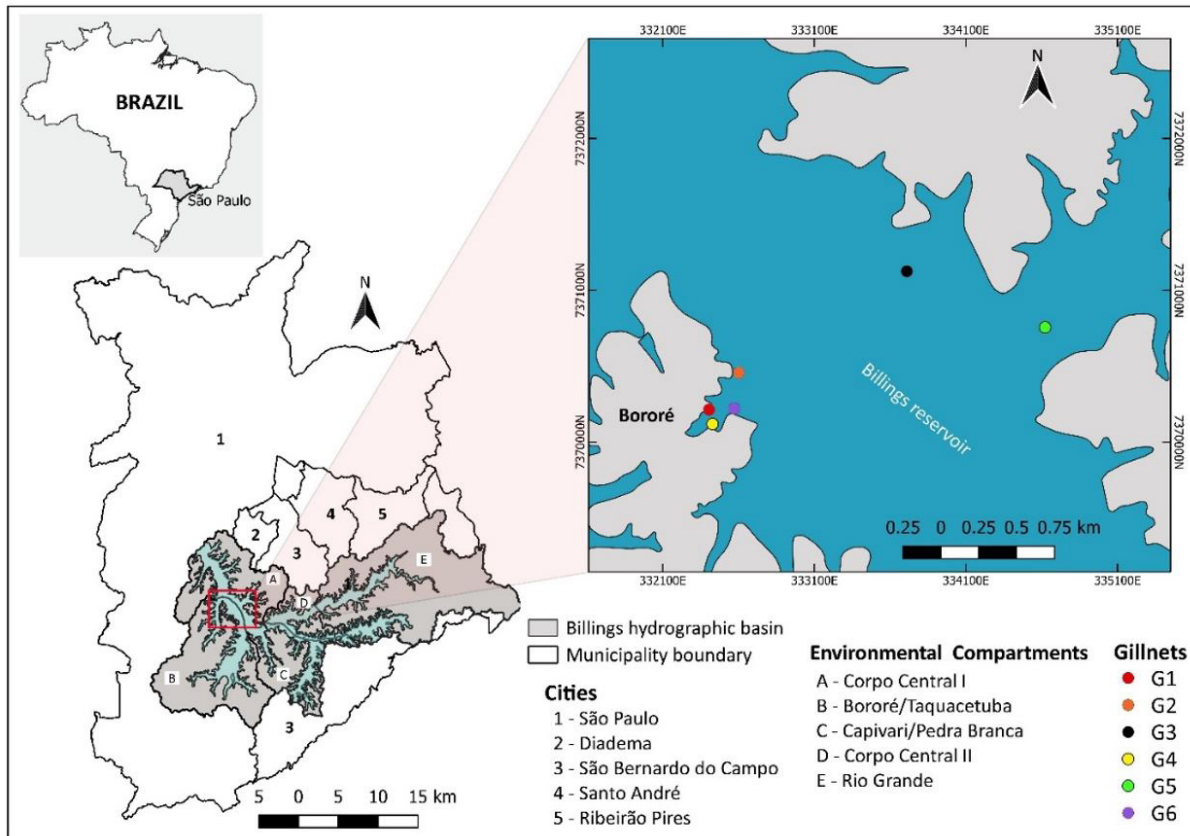 BRAZIL
São Paulo
N
1
2
3
4
5
A
E
D
B
C
3
5 0 5 10 15 km
332100E 333100E 334100E 335100E
N
7372000N 7372000N
7371000N 7371000N
7370000N 7370000N
Bororé
Billings reservoir
0.25 0 0.25 0.5 0.75 km
332100E 333100E 334100E 335100E
Billings hydrographic basin
Municipality boundary
Cities
1 - São Paulo
2 - Diadema
3 - São Bernardo do Campo
4 - Santo André
5 - Ribeirão Pires
Environmental Compartments
A - Corpo Central I
B - Bororé/Taquacetuba
C - Capivari/Pedra Branca
D - Corpo Central II
E - Rio Grande
Gillnets
G1
G2
G3
G4
G5
G6